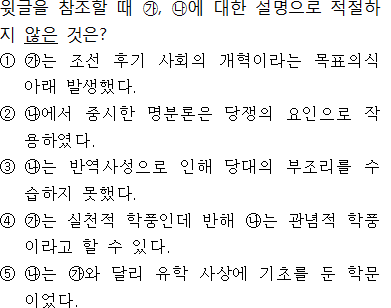 윗글을 참조할 때 ㉮, ㉯에 대한 설명으로 적절하
지 않은 것은?
① ㉮는 조선 후기 사회의 개혁이라는 목표의식
아래 발생했다.
② ㉯에서 중시한 명분론은 당쟁의 요인으로 작
용하였다.
③ ㉯는 반역사성으로 인해 당대의 부조리를 수
습하지 못했다.
④ ㉮는 실천적 학풍인데 반해 ㉯는 관념적 학풍
이라고 할 수 있다.
⑤ ㉯는 ㉮와 달리 유학 사상에 기초를 둔 학문
이었다.